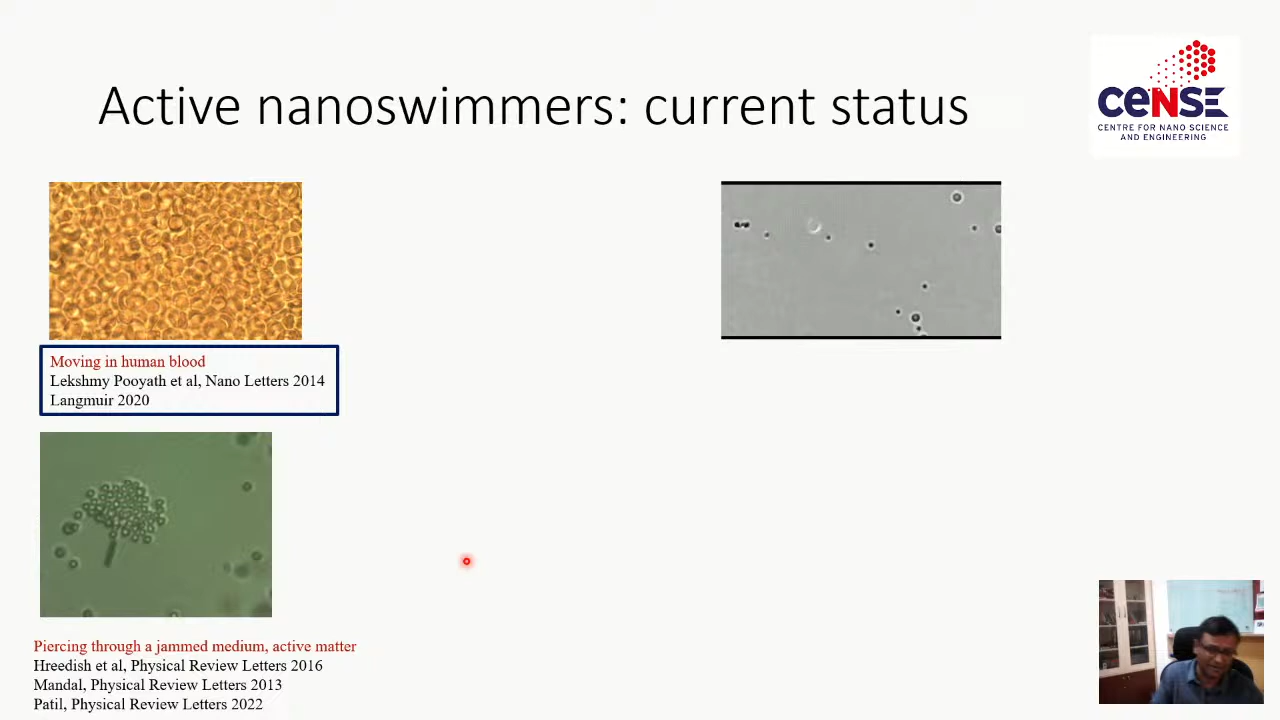 Active nanoswimmers: current status
CeNSE
CENTRE FOR NANO SCIENCE
AND ENGINEERING
Moving in human blood
Lekshmy Pooyath et al, Nano Letters 2014
Langmuir 2020
Piercing through a jammed medium, active matter
Hreedish et al, Physical Review Letters 2016
Mandal, Physical Review Letters 2013
Patil, Physical Review Letters 2022